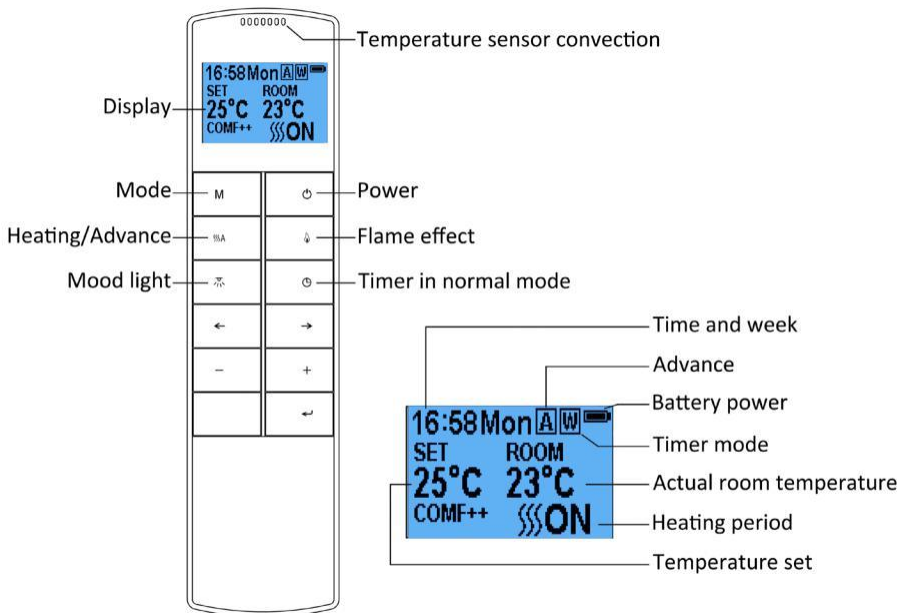 0000000
Temperature sensor convection
16:58Mon A W
SET ROOM
25°C 23°C
COMF++ ON
Display
Mode
M
Power
Heating/Advance
A
Flame effect
Mood light
Timer in normal mode
←
→
−
+
↵
Time and week
Advance
Battery power
16:58Mon A W
Timer mode
SET ROOM
25°C 23°C
Actual room temperature
COMF++ ON
Heating period
Temperature set